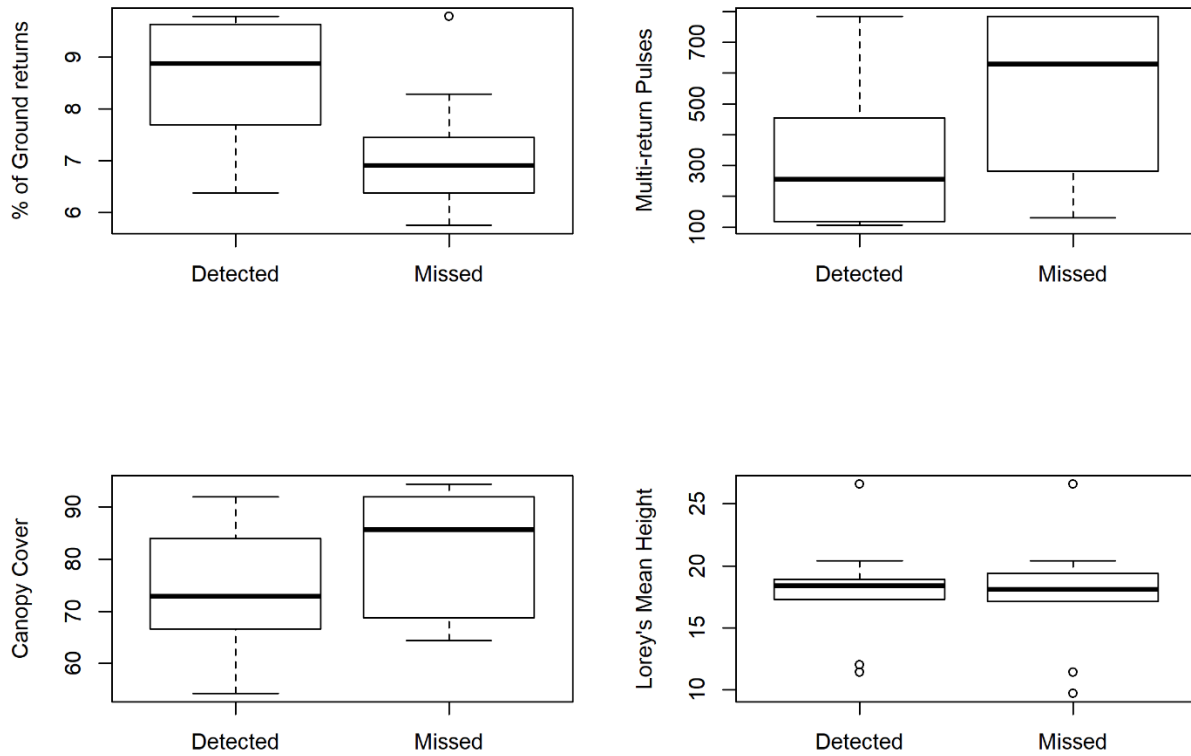 % of Ground returns
9
8
7
6
Detected Missed
Multi-return Pulses
700
500
300
100
Detected Missed
Canopy Cover
90
80
70
60
Detected Missed
Lorey's Mean Height
25
20
15
10
Detected Missed